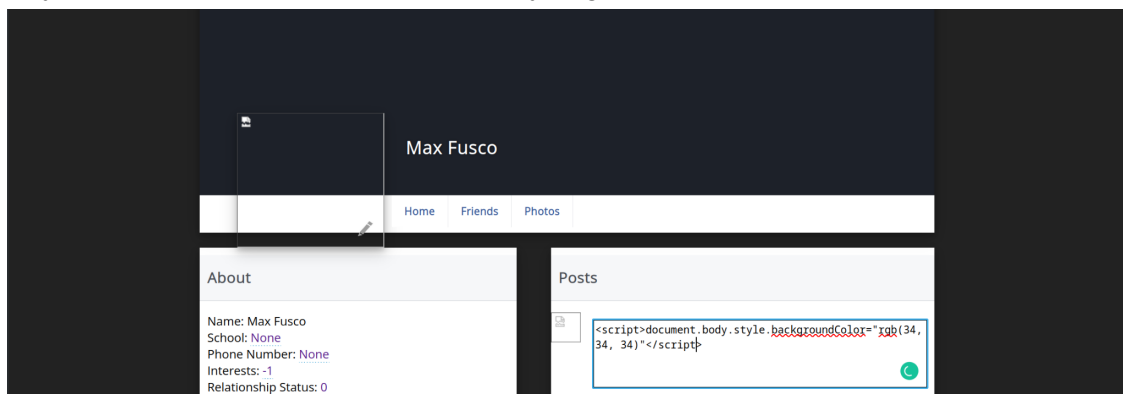 Max Fusco
Home Friends Photos
About
Name: Max Fusco
School: None
Phone Number: None
Interests: -1
Relationship Status: 0
Posts
<script>document.body.style.backgroundColor="rgb(34,
34, 34)"</script>